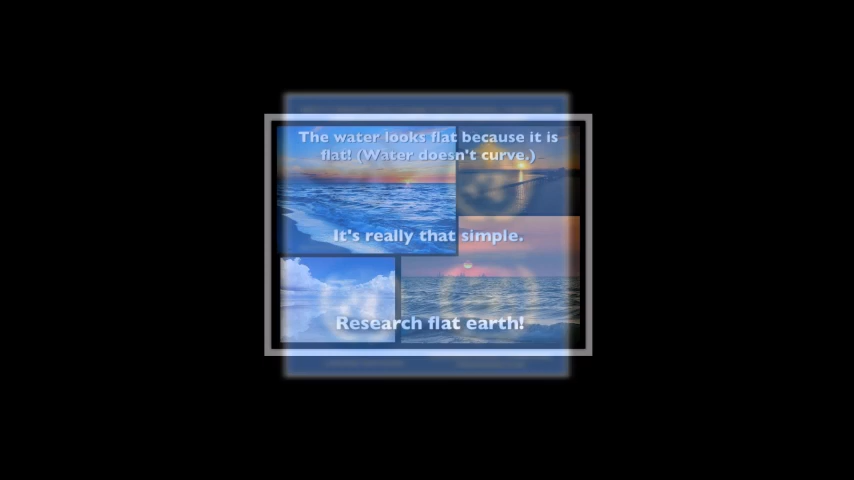 The water looks flat because it is
flat! (Water doesn't curve.)
It's really that simple.
Research flat earth!